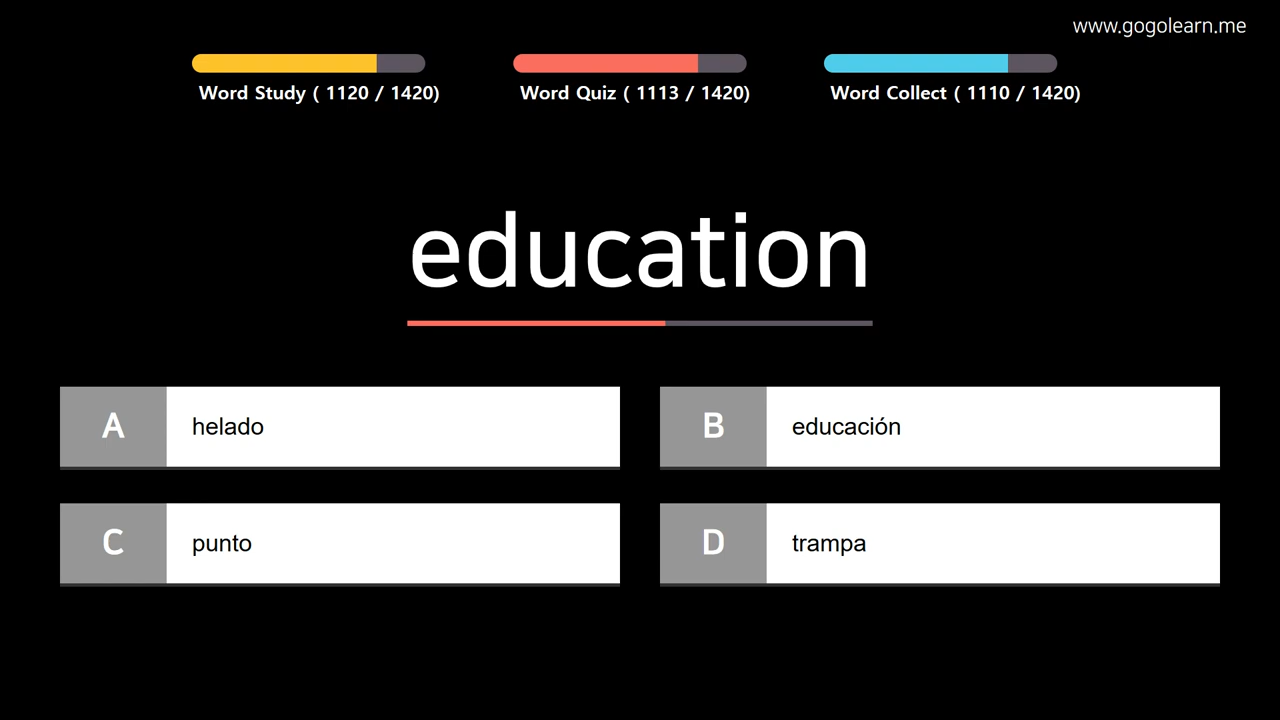 www.gogolearn.me
Word Study ( 1120 / 1420)
Word Quiz ( 1113 / 1420)
Word Collect ( 1110 / 1420)
education
A helado
B educación
C punto
D trampa